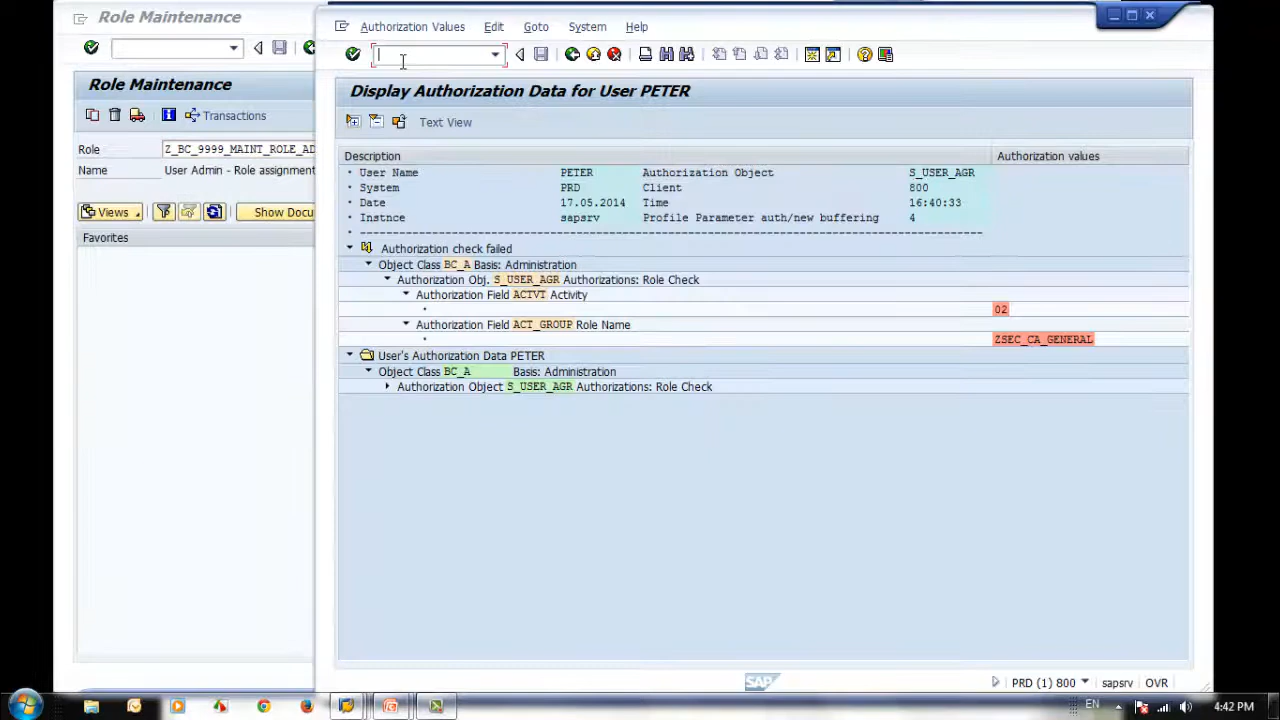 Role Maintenance
Authorization Values Edit Goto System Help
Role Maintenance
Display Authorization Data for User PETER
Transactions
Text View
Role Z_BC_9999_MAINT_ROLE_AD
Name User Admin - Role assignment
Views
Show Docu
Favorites
Description Authorization values
User Name PETER Authorization Object S_USER_AGR
System PRD Client 800
Date 17.05.2014 Time 16:40:33
Instnce sapsrv Profile Parameter auth/new buffering 4
Authorization check failed
Object Class BC_A Basis: Administration
Authorization Obj. S_USER_AGR Authorizations: Role Check
Authorization Field ACTVT Activity
02
Authorization Field ACT_GROUP Role Name
ZSEC_CA_GENERAL
User's Authorization Data PETER
Object Class BC_A Basis: Administration
Authorization Object S_USER_AGR Authorizations: Role Check
SAP
PRD (1) 800 sapsrv OVR
EN 4:42 PM